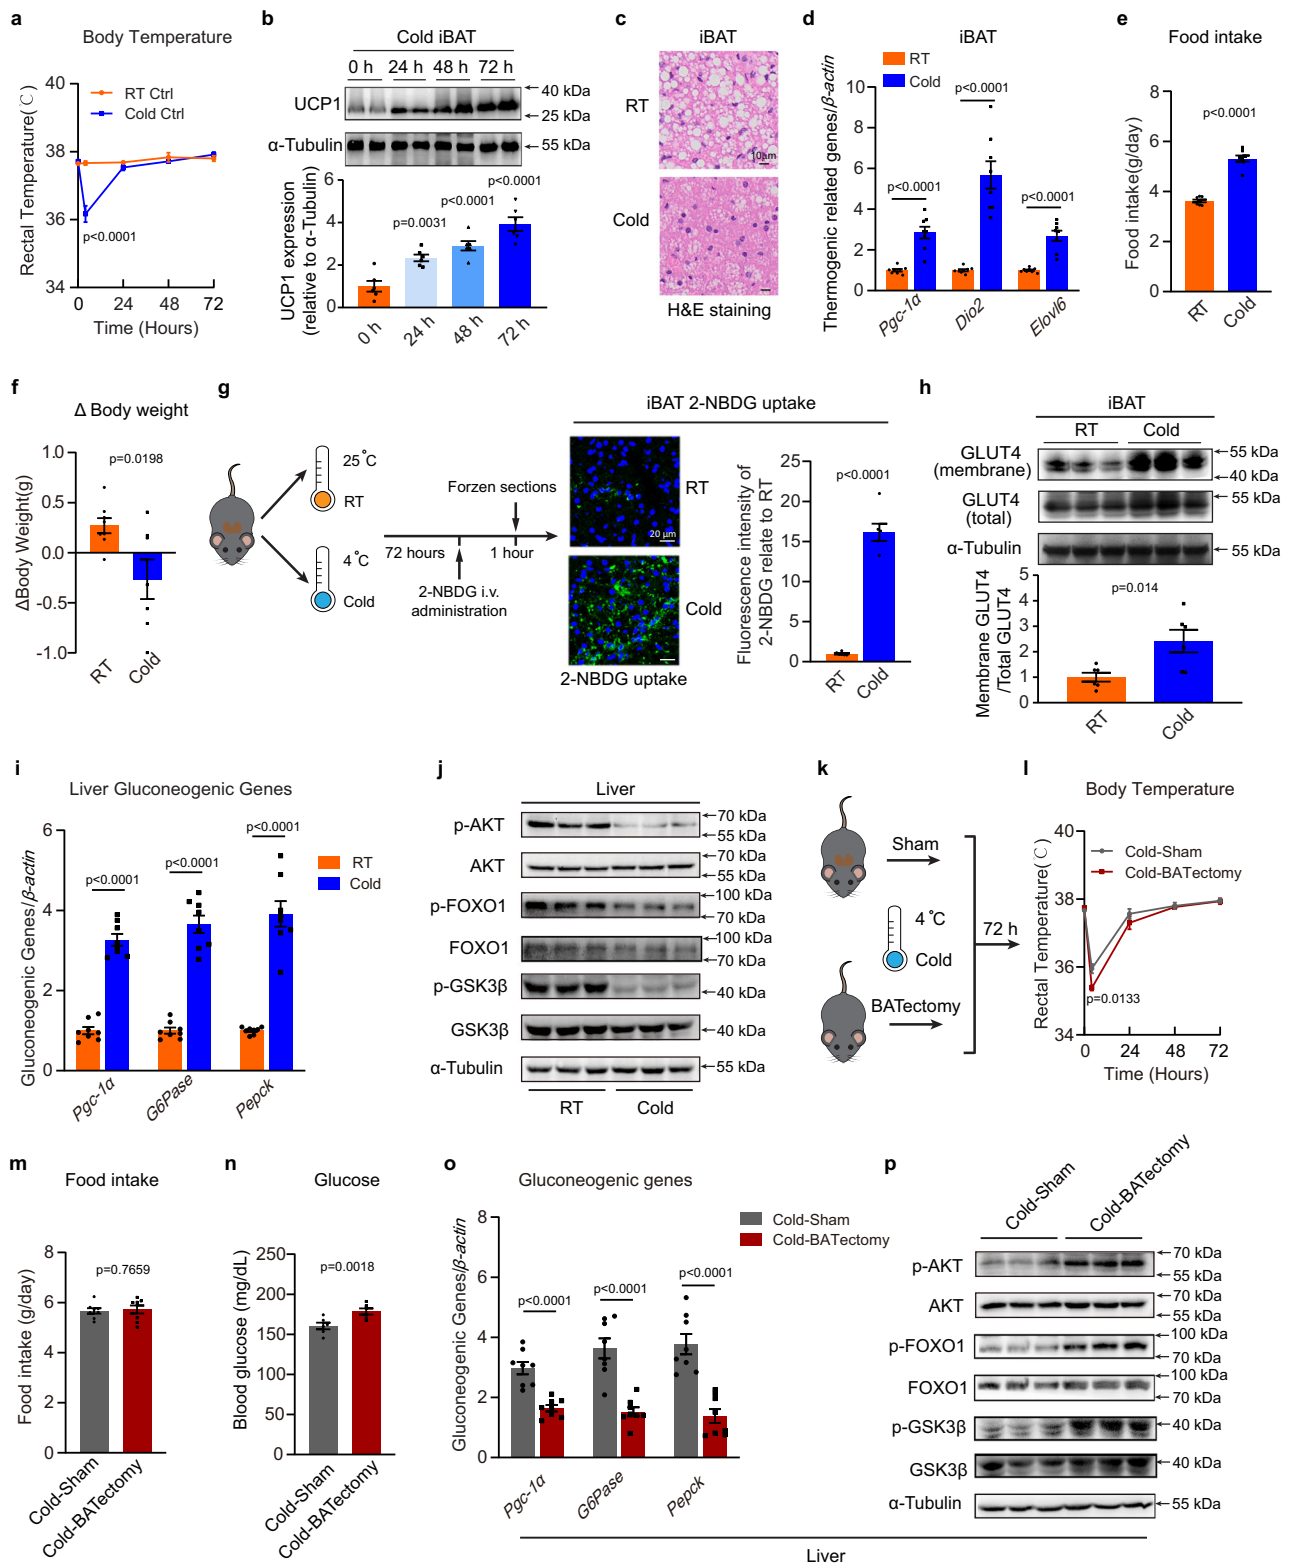 a
Body Temperature
Rectal Temperature(℃)
40
38
36
34
RT Ctrl
Cold Ctrl
p<0.0001
0 24 48 72
Time (Hours)
b
Cold iBAT
0 h 24 h 48 h 72 h
UCP1
←40 kDa
←25 kDa
α-Tubulin
←55 kDa
UCP1 expression
(relative to α-Tubulin)
6
4
2
0
p=0.0031
p<0.0001
p<0.0001
0 h 24 h 48 h 72 h
c
iBAT
RT
10μm
Cold
H&E staining
d
iBAT
RT
Cold
Thermogenic related genes/β-actin
10
8
6
4
2
0
p<0.0001
p<0.0001
p<0.0001
Pgc-1α Dio2 Elovl6
e
Food intake
Food intake(g/day)
8
6
4
2
0
p<0.0001
RT Cold
f
Δ Body weight
ΔBody Weight(g)
1.0
0.5
0.0
-0.5
-1.0
p=0.0198
RT Cold
g
25˚C
RT
4˚C
Cold
72 hours
Forzen sections
1 hour
2-NBDG i.v.
administration
iBAT 2-NBDG uptake
RT
20 μm
Cold
2-NBDG uptake
Fluorescence intensity of
2-NBDG relate to RT
25
20
15
10
5
0
p<0.0001
RT Cold
h
iBAT
RT Cold
GLUT4
(membrane)
←55 kDa
←40 kDa
GLUT4
(total)
←55 kDa
α-Tubulin
←55 kDa
Membrane GLUT4
/Total GLUT4
5
4
3
2
1
0
p=0.014
RT Cold
i
Liver Gluconeogenic Genes
Gluconeogenic Genes/β-actin
6
4
2
0
p<0.0001
p<0.0001
p<0.0001
RT
Cold
Pgc-1α G6Pase Pepck
j
Liver
p-AKT
←70 kDa
←55 kDa
AKT
←70 kDa
←55 kDa
p-FOXO1
←100 kDa
←70 kDa
FOXO1
←100 kDa
←70 kDa
p-GSK3β
←40 kDa
GSK3β
←40 kDa
α-Tubulin
←55 kDa
RT Cold
k
Sham
4˚C
Cold
BATectomy
72 h
l
Body Temperature
Rectal Temperature(℃)
40
38
36
34
Cold-Sham
Cold-BATectomy
p=0.0133
0 24 48 72
Time (Hours)
m
Food intake
Food intake (g/day)
8
6
4
2
0
p=0.7659
Cold-Sham
Cold-BATectomy
n
Glucose
Blood glucose (mg/dL)
250
200
150
100
50
0
p=0.0018
Cold-Sham
Cold-BATectomy
o
Gluconeogenic genes
Gluconeogenic Genes/β-actin
8
6
4
2
0
Cold-Sham
Cold-BATectomy
p<0.0001
p<0.0001
p<0.0001
Pgc-1α G6Pase Pepck
p
Cold-Sham
Cold-BATectomy
p-AKT
←70 kDa
←55 kDa
AKT
←70 kDa
←55 kDa
p-FOXO1
←100 kDa
←70 kDa
FOXO1
←100 kDa
←70 kDa
p-GSK3β
←40 kDa
GSK3β
←40 kDa
α-Tubulin
←55 kDa
Liver